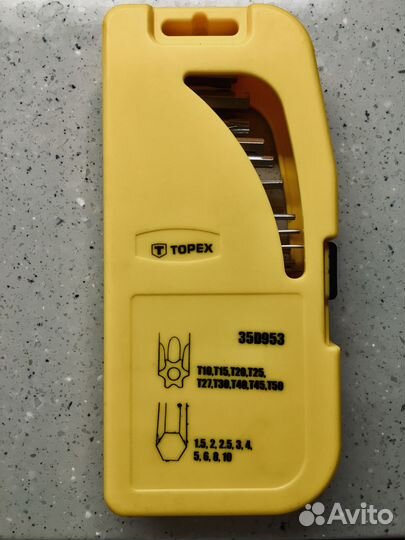 TOPEX
35D953
T10,T15,T20,T25,
T27,T30,T40,T45,T50
1.5, 2, 2.5, 3, 4,
5, 6, 8, 10
Avito